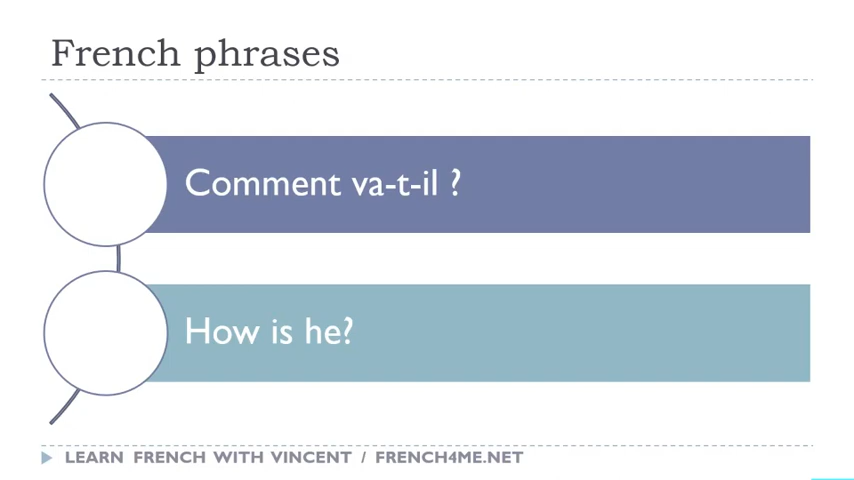 French phrases
Comment va-t-il ?
How is he?
LEARN FRENCH WITH VINCENT / FRENCH4ME.NET